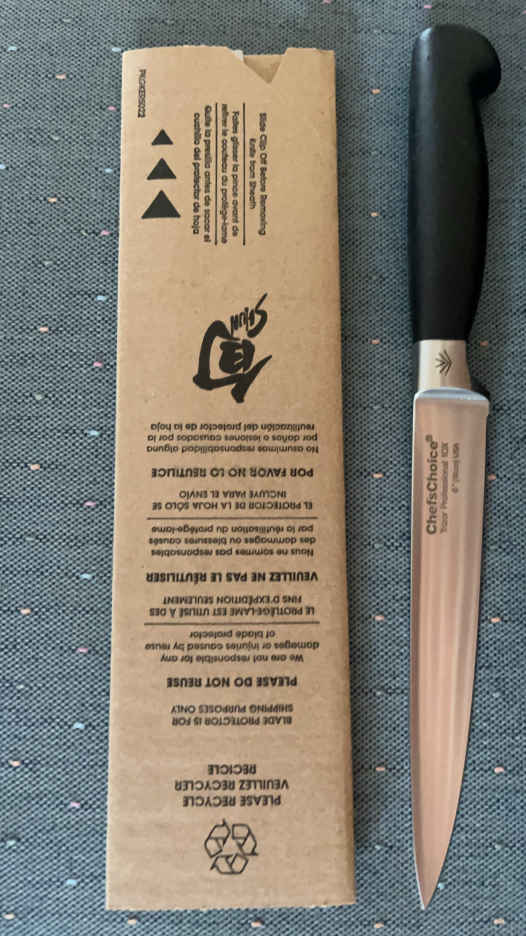 PLEASE RECYCLE
VEUILLEZ RECYCLER
RECICLE
BLADE PROTECTOR IS FOR
SHIPPING PURPOSES ONLY
PLEASE DO NOT REUSE
We are not responsible for any
damages or injuries caused by reuse
of blade protector
LE PROTÈGE-LAME EST UTILISÉ À DES
FINS D'EXPÉDITION SEULEMENT
VEUILLEZ NE PAS LE RÉUTILISER
Nous ne sommes pas responsables
des dommages ou blessures causés
par la réutilisation du protège-lame
EL PROTECTOR DE LA HOJA SÓLO SE
INCLUYE PARA EL ENVÍO
POR FAVOR NO LO REUTILICE
No asumimos responsabilidad alguna
por daños o lesiones causados por la
reutilización del protector de la hoja
旬
SHUN
Slide Clip Off Before Removing
Knife from Sheath
Faites glisser la pince avant de
retirer le couteau du protège-lame
Quite la presilla antes de sacar el
cuchillo del protector de hoja
ChefsChoice®
Trizor Professional 10X
6" (15cm) USA